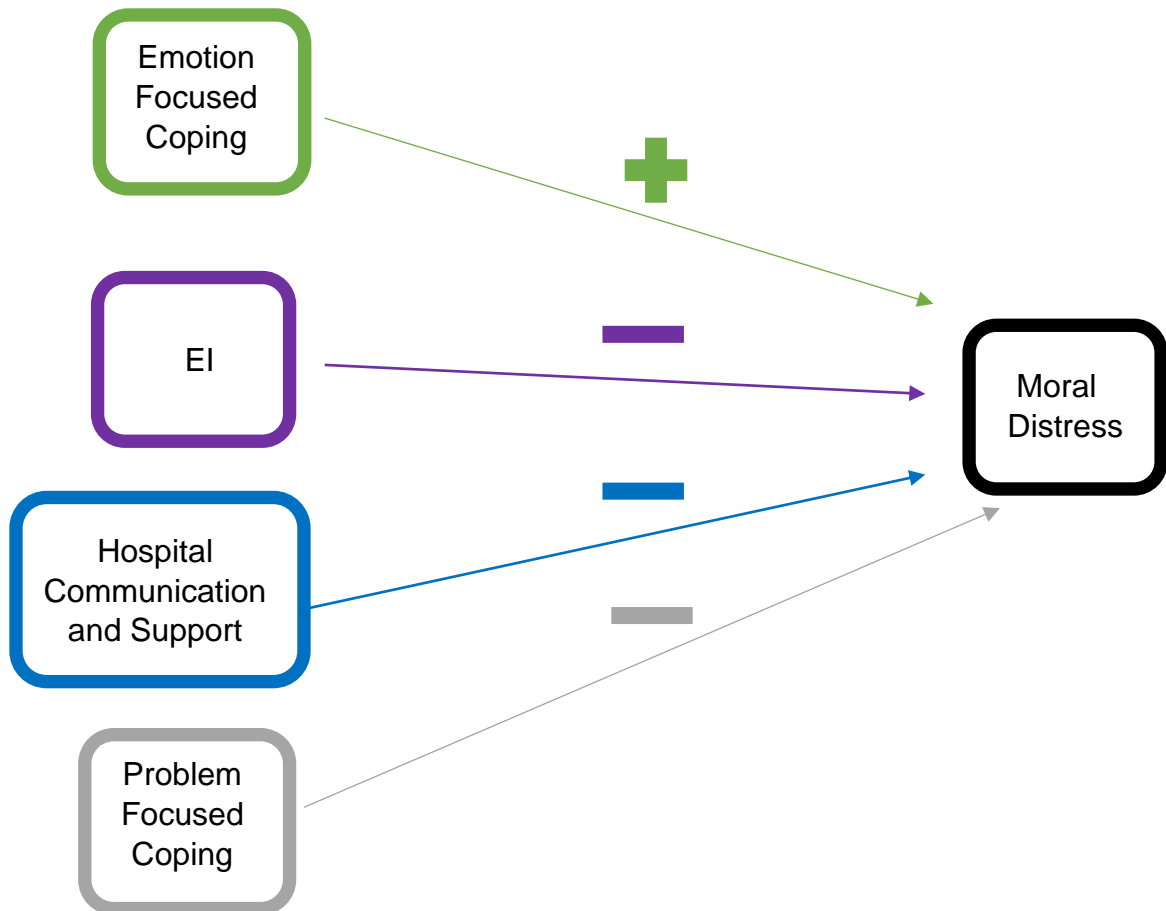 Emotion
Focused
Coping
EI
Moral
Distress
Hospital
Communication
and Support
Problem
Focused
Coping